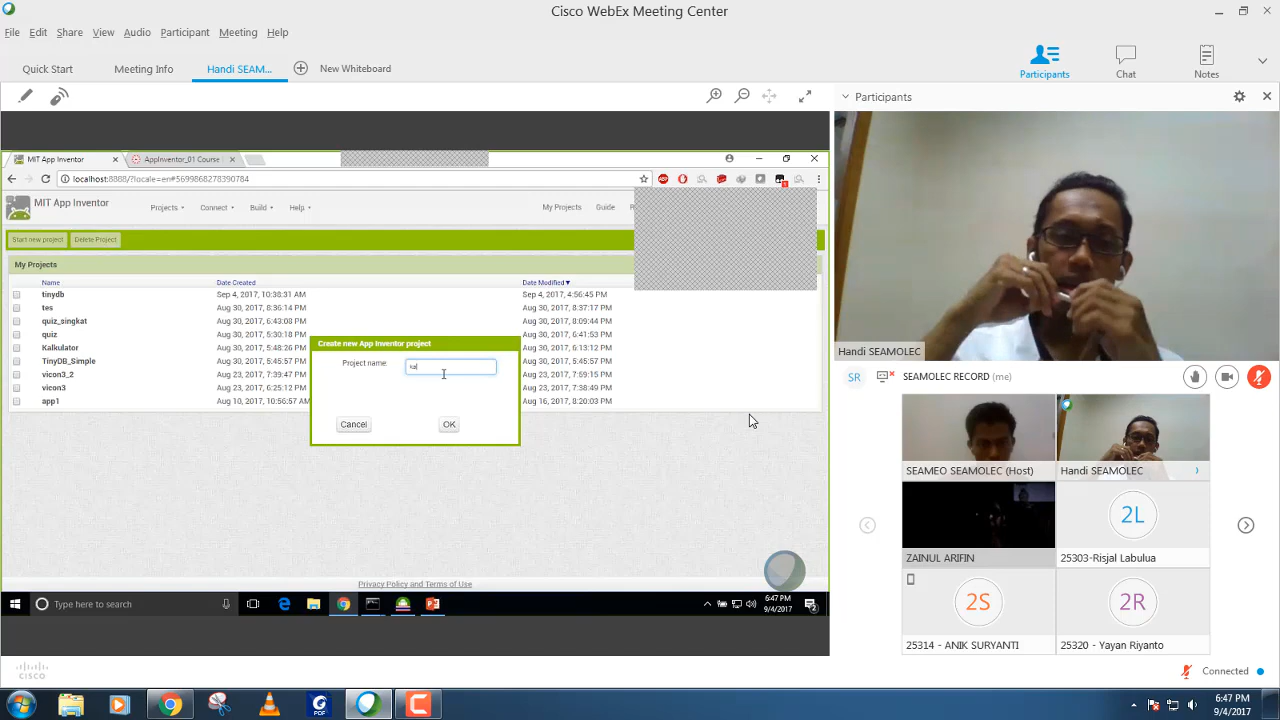 Cisco WebEx Meeting Center
File Edit Share View Audio Participant Meeting Help
Quick Start Meeting Info Handi SEAM... New Whiteboard
Participants Chat Notes
Participants
MIT App Inventor AppInventor_01 Course
localhost:8888/?locale=en#5699868278390784
MIT App Inventor Projects Connect Build Help My Projects Guide R
Start new project Delete Project
My Projects
Name Date Created Date Modified
tinydb Sep 4, 2017, 10:38:31 AM Sep 4, 2017, 4:56:45 PM
tes Aug 30, 2017, 8:36:14 PM Aug 30, 2017, 8:37:17 PM
quiz_singkat Aug 30, 2017, 6:43:08 PM Aug 30, 2017, 8:09:44 PM
quiz Aug 30, 2017, 5:30:18 PM Aug 30, 2017, 6:41:53 PM
Kalkulator Aug 30, 2017, 5:48:26 PM Aug 30, 2017, 6:13:12 PM
TinyDB_Simple Aug 30, 2017, 5:45:57 PM Aug 30, 2017, 5:45:57 PM
vicon3_2 Aug 23, 2017, 7:39:47 PM Aug 23, 2017, 7:59:15 PM
vicon3 Aug 23, 2017, 6:25:12 PM Aug 23, 2017, 7:38:49 PM
app1 Aug 10, 2017, 10:56:57 AM Aug 16, 2017, 8:20:03 PM
Create new App Inventor project
Project name:
Cancel OK
Privacy Policy and Terms of Use
Type here to search
6:47 PM
9/4/2017
2
Handi SEAMOLEC
SR SEAMOLEC RECORD (me)
SEAMEO SEAMOLEC (Host) Handi SEAMOLEC
2L
ZAINUL ARIFIN 25303-Risjal Labulua
2S 2R
25314 - ANIK SURYANTI 25320 - Yayan Riyanto
CISCO
Connected
PDF
6:47 PM
9/4/2017